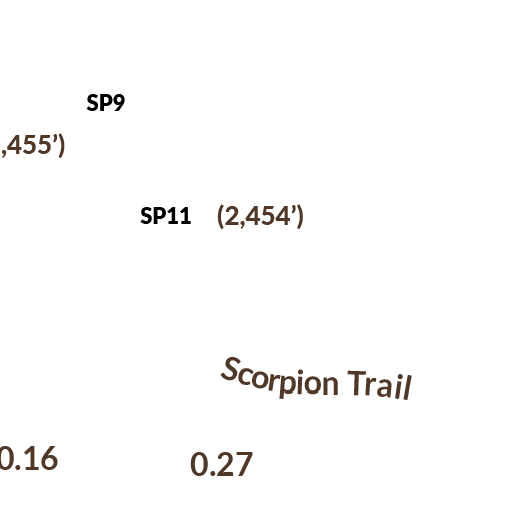 SP9
,455’)
SP11 (2,454’)
Scorpion Trail
0.16 0.27